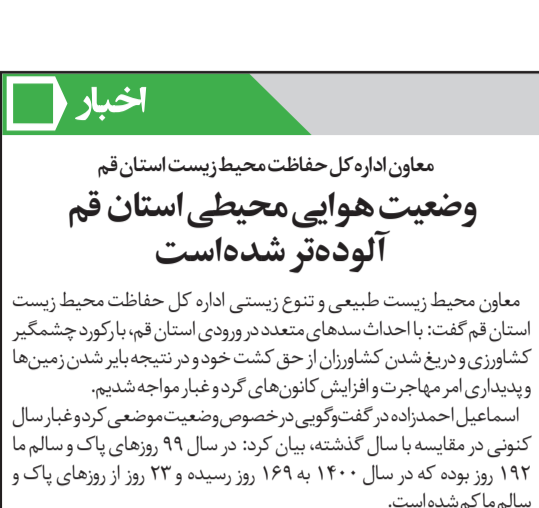 اخبار
معاون اداره کل حفاظت محیط زیست استان قم
وضعیت هوایی محیطی استان قم
آلوده‌تر شده‌است
معاون محیط زیست طبیعی و تنوع زیستی اداره کل حفاظت محیط زیست
استان قم گفت: با احداث سدهای متعدد در ورودی استان قم، با رکورد چشمگیر
کشاورزی و دریغ شدن کشاورزان از حق کشت خود و در نتیجه بایر شدن زمین‌ها
و پدیداری امر مهاجرت و افزایش کانون‌های گرد و غبار مواجه شدیم.
اسماعیل احمدزاده در گفت‌وگویی در خصوص وضعیت موضعی گرد و غبار سال
کنونی در مقایسه با سال گذشته، بیان کرد: در سال ۹۹ روزهای پاک و سالم ما
۱۹۲ روز بوده که در سال ۱۴۰۰ به ۱۶۹ روز رسیده و ۲۳ روز از روزهای پاک و
سالم ما کم شده است.